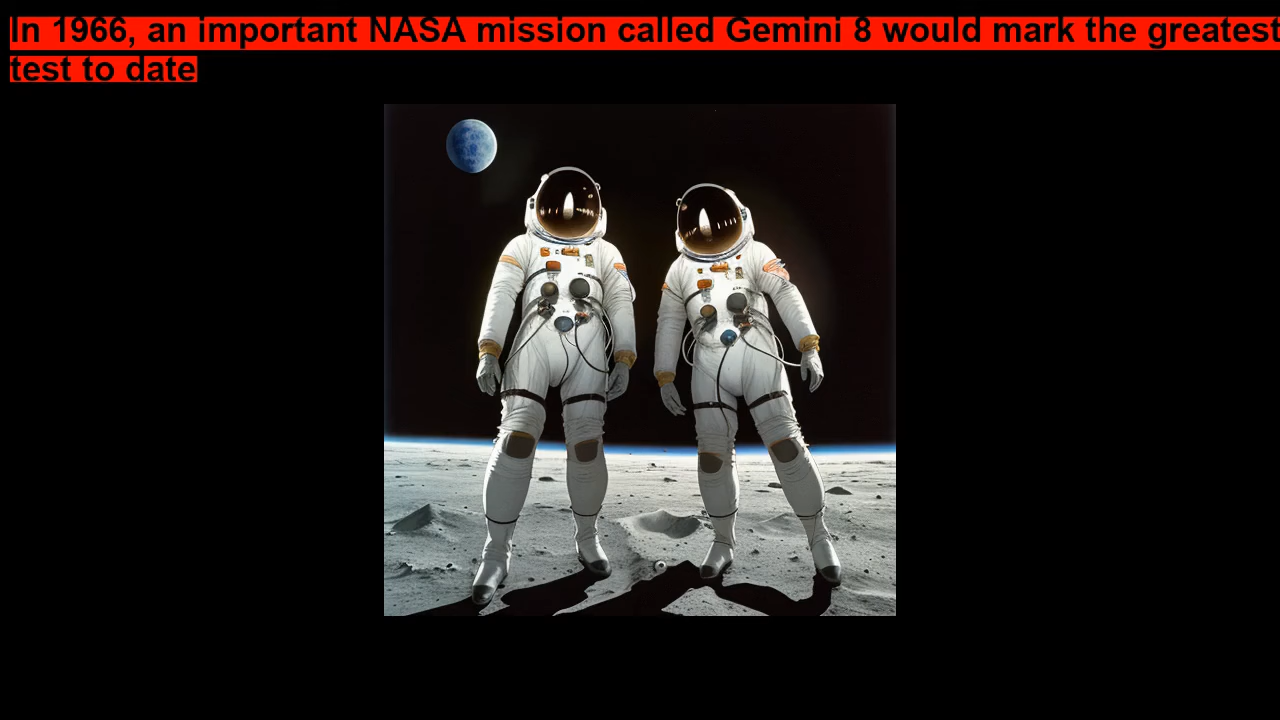 In 1966, an important NASA mission called Gemini 8 would mark the greatest
test to date